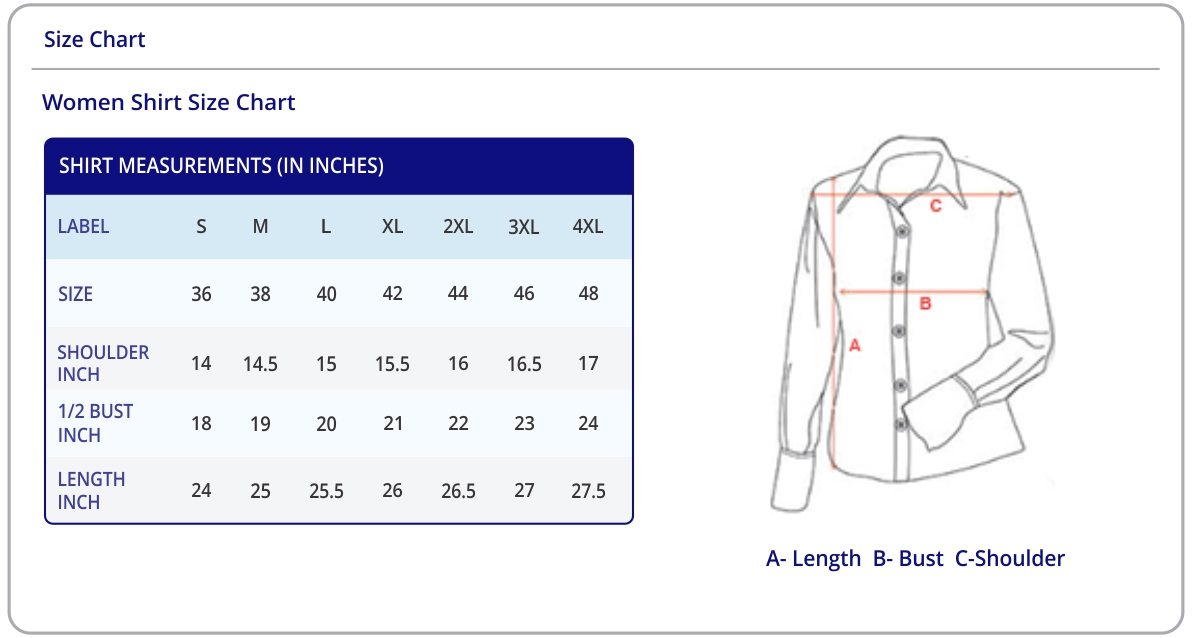 Size Chart
Women Shirt Size Chart
SHIRT MEASUREMENTS (IN INCHES)
LABEL S M L XL 2XL 3XL 4XL
SIZE 36 38 40 42 44 46 48
SHOULDER
INCH 14 14.5 15 15.5 16 16.5 17
1/2 BUST
INCH 18 19 20 21 22 23 24
LENGTH
INCH 24 25 25.5 26 26.5 27 27.5
C
B
A
A- Length B- Bust C-Shoulder